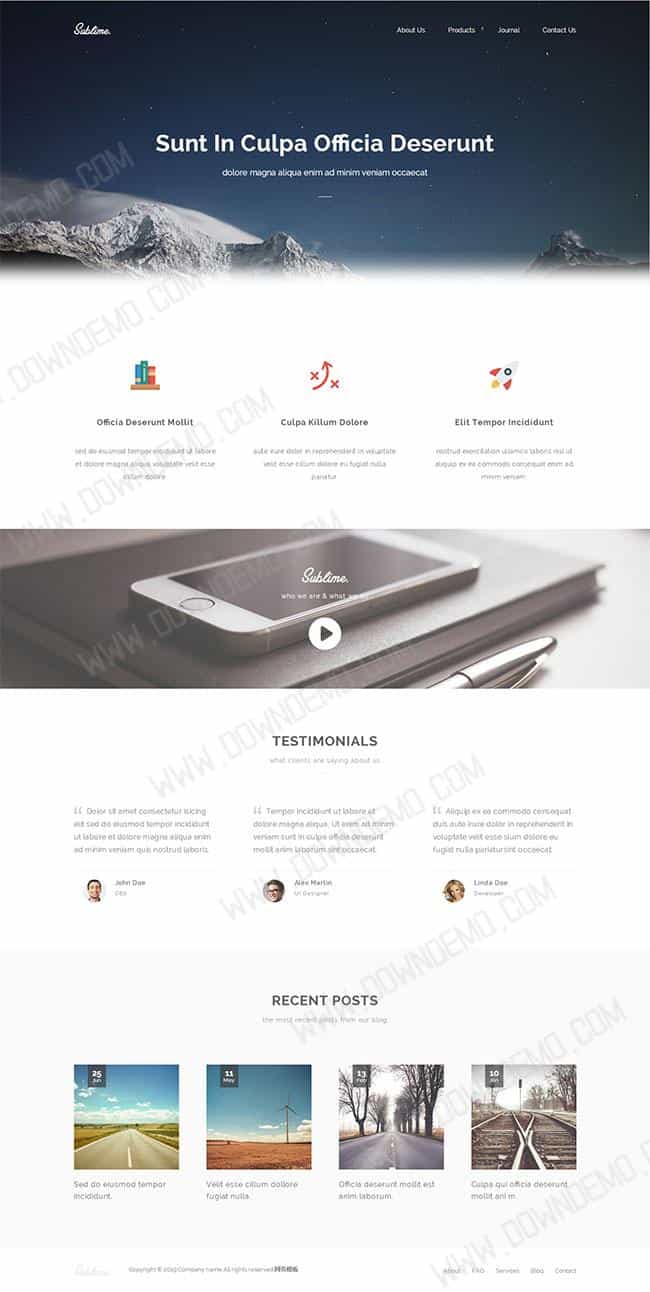 Sublime.
About Us Products Journal Contact Us
Sunt In Culpa Officia Deserunt
dolore magna aliqua enim ad minim veniam occaecat
Officia Deserunt Mollit
sed do eiusmod tempor incididunt ut labore
et dolore magna aliqua voluptate velit esse
cillum dolore
Culpa Killum Dolore
aute irure dolor in reprehenderit in voluptate
velit esse cillum dolore eu fugiat nulla
pariatur
Elit Tempor Incididunt
nostrud exercitation ullamco laboris nisi ut
aliquip ex ea commodo consequat enim ad
minim veniam
Sublime.
who we are & what we do
TESTIMONIALS
what clients are saying about us
“ Dolor sit amet consectetur isicing
elit sed do eiusmod tempor incididunt
ut labore et dolore magna aliqua enim
ad minim veniam quis nostrud laboris.
John Doe
CEO
“ Tempor incididunt ut labore et
dolore magna aliqua. Ut enim ad minim
veniam sunt in culpa officia deserunt
mollit anim laborum sint occaecat.
Alex Martin
UI Designer
“ Aliquip ex ea commodo consequat
duis aute irure dolor in reprehenderit in
voluptate velit esse sium dolore eu
fugiat nulla pariatursint occaecat.
Linda Doe
Developer
RECENT POSTS
the most recent posts from our blog
25
Jun
Sed do eiusmod tempor
incididunt.
11
May
Velit esse cillum dollore
fugiat nulla.
13
Feb
Officia deserunt mollit est
anim laborum.
10
Jan
Culpa qui officia deserunt
mollit ani m.
Sublime.
Copyright © 2019 Company name All rights reserved 网页模板
About FAQ Services Blog Contact
WWW.DOWNDEMO.COM